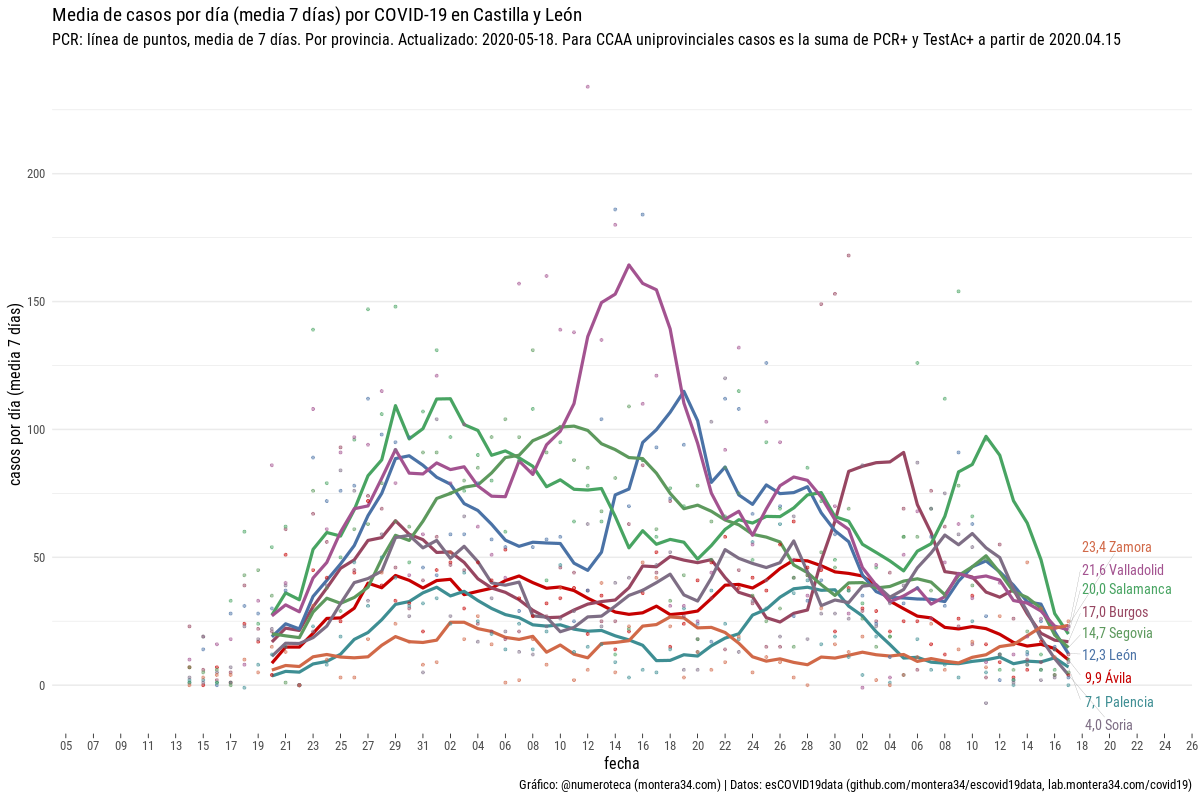 Media de casos por día (media 7 días) por COVID-19 en Castilla y León
PCR: línea de puntos, media de 7 días. Por provincia. Actualizado: 2020-05-18. Para CCAA uniprovinciales casos es la suma de PCR+ y TestAc+ a partir de 2020.04.15
casos por día (media 7 días)
200
150
100
50
0
23,4 Zamora
21,6 Valladolid
20,0 Salamanca
17,0 Burgos
14,7 Segovia
12,3 León
9,9 Ávila
7,1 Palencia
4,0 Soria
05 07 09 11 13 15 17 19 21 23 25 27 29 31 02 04 06 08 10 12 14 16 18 20 22 24 26 28 30 02 04 06 08 10 12 14 16 18 20 22 24 26
fecha
Gráfico: @numeroteca (montera34.com) | Datos: esCOVID19data (github.com/montera34/escovid19data, lab.montera34.com/covid19)